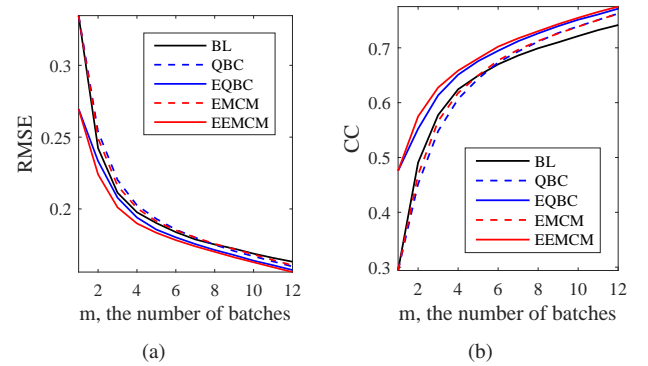 0.3
0.25
0.2
RMSE
BL
QBC
EQBC
EMCM
EEMCM
2 4 6 8 10 12
m, the number of batches
(a)
0.7
0.6
0.5
0.4
0.3
CC
BL
QBC
EQBC
EMCM
EEMCM
2 4 6 8 10 12
m, the number of batches
(b)